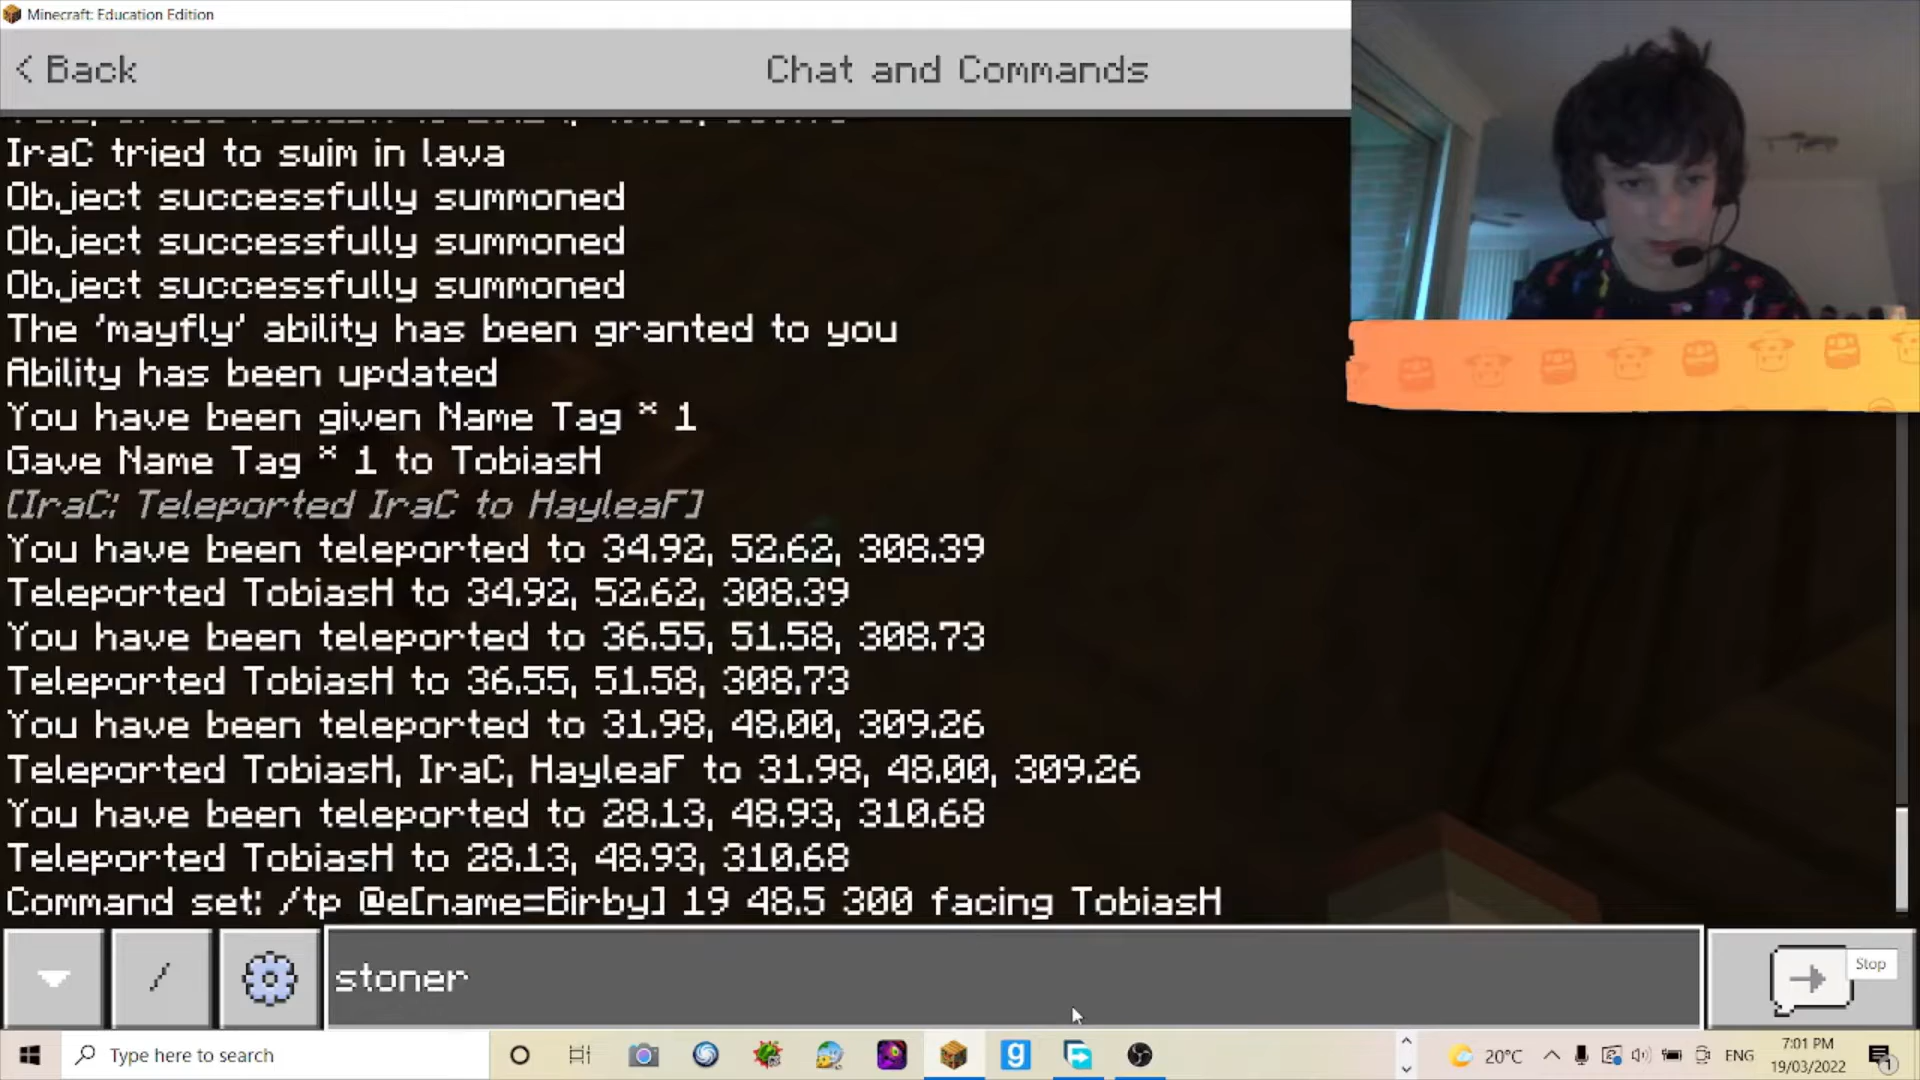 Minecraft: Education Edition
< Back
Chat and Commands
IraC tried to swim in lava
Object successfully summoned
Object successfully summoned
Object successfully summoned
The 'mayfly' ability has been granted to you
Ability has been updated
You have been given Name Tag * 1
Gave Name Tag * 1 to TobiasH
[IraC: Teleported IraC to HayleaF]
You have been teleported to 34.92, 52.62, 308.39
Teleported TobiasH to 34.92, 52.62, 308.39
You have been teleported to 36.55, 51.58, 308.73
Teleported TobiasH to 36.55, 51.58, 308.73
You have been teleported to 31.98, 48.00, 309.26
Teleported TobiasH, IraC, HayleaF to 31.98, 48.00, 309.26
You have been teleported to 28.13, 48.93, 310.68
Teleported TobiasH to 28.13, 48.93, 310.68
Command set: /tp @e[name=Birby] 19 48.5 300 facing TobiasH
/
stoner
Stop
Type here to search
20°C
ENG
7:01 PM
19/03/2022
1